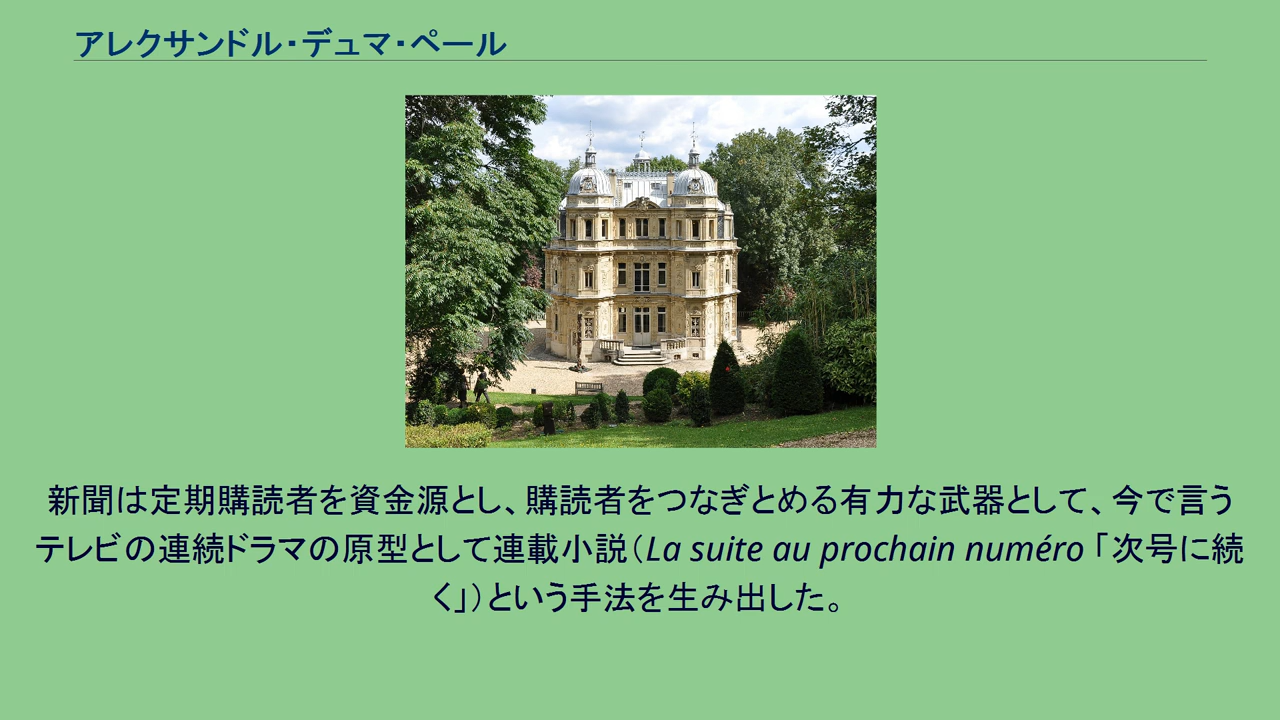 アレクサンドル・デュマ・ペール
新聞は定期購読者を資金源とし、購読者をつなぎとめる有力な武器として、今で言う
テレビの連続ドラマの原型として連載小説（La suite au prochain numéro「次号に続
く」）という手法を生み出した。